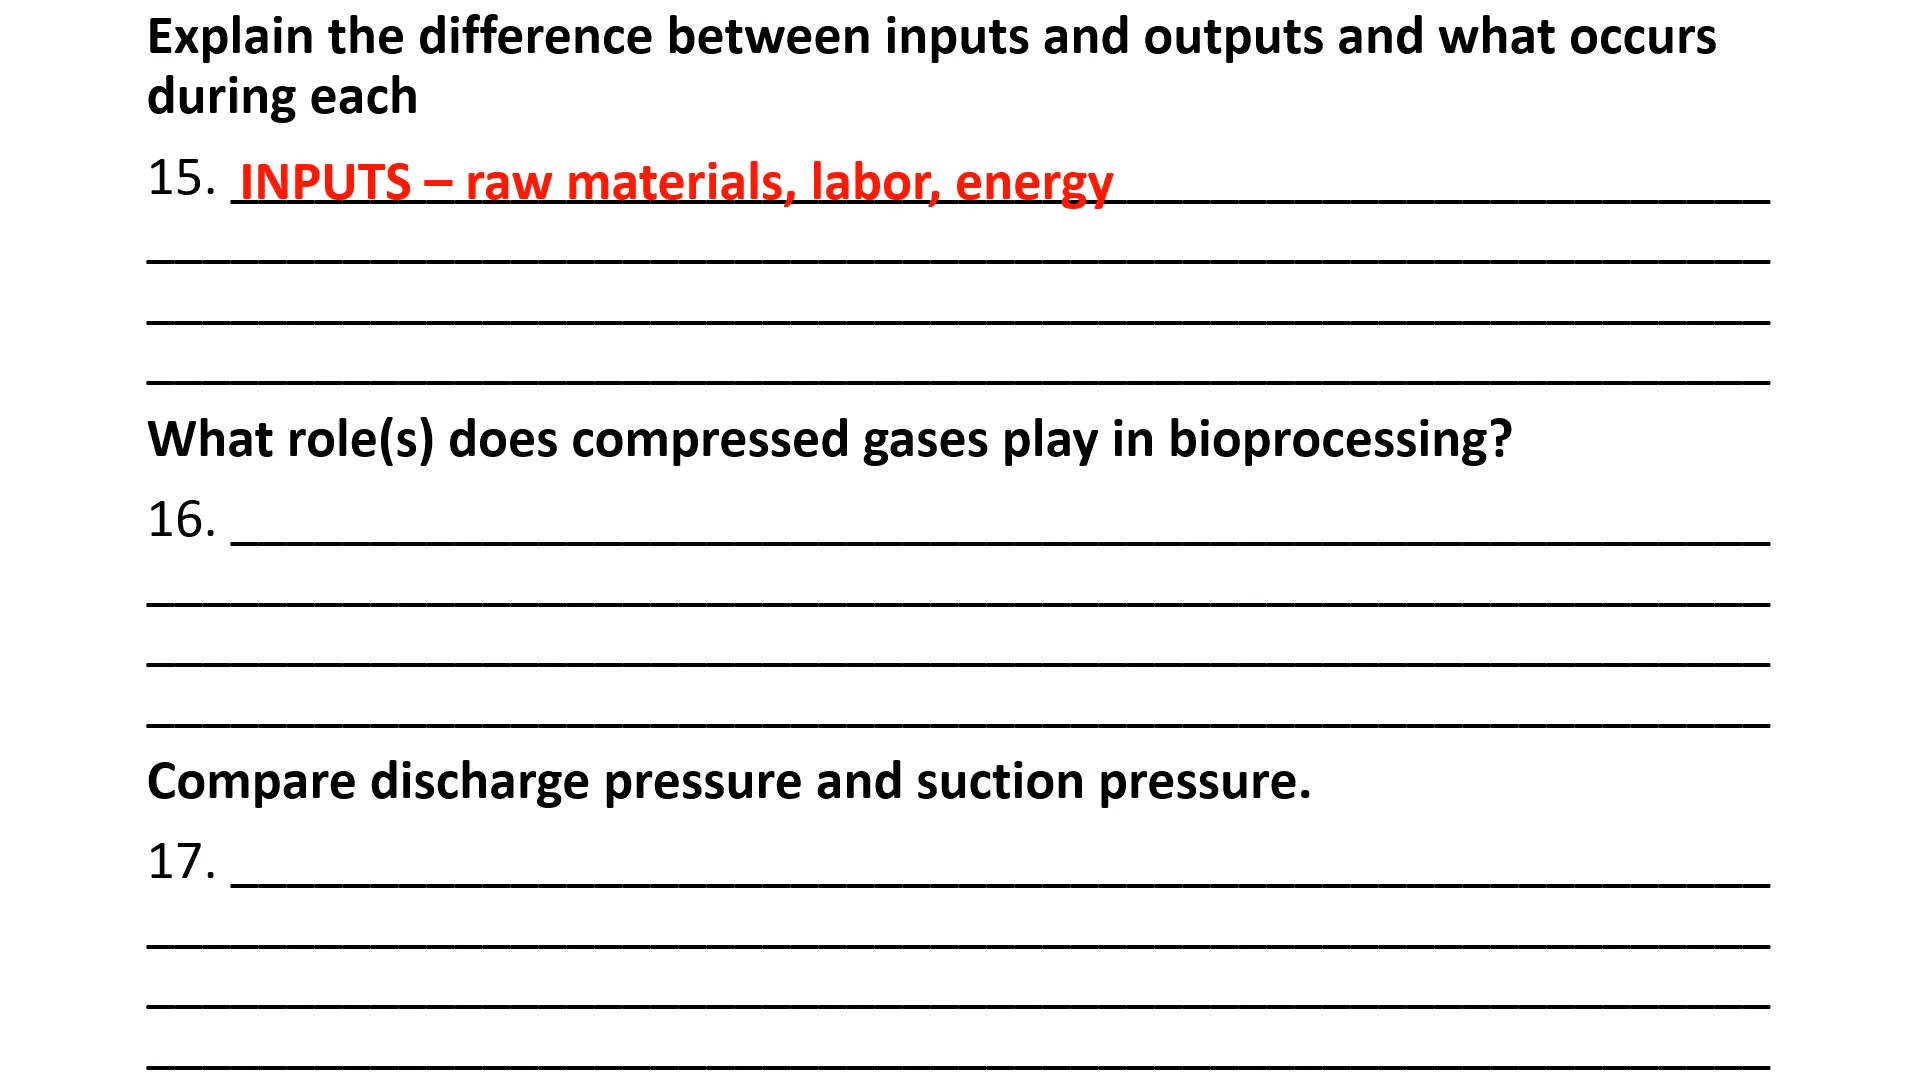 Explain the difference between inputs and outputs and what occurs
during each
15. INPUTS – raw materials, labor, energy
What role(s) does compressed gases play in bioprocessing?
16. 
Compare discharge pressure and suction pressure.
17.